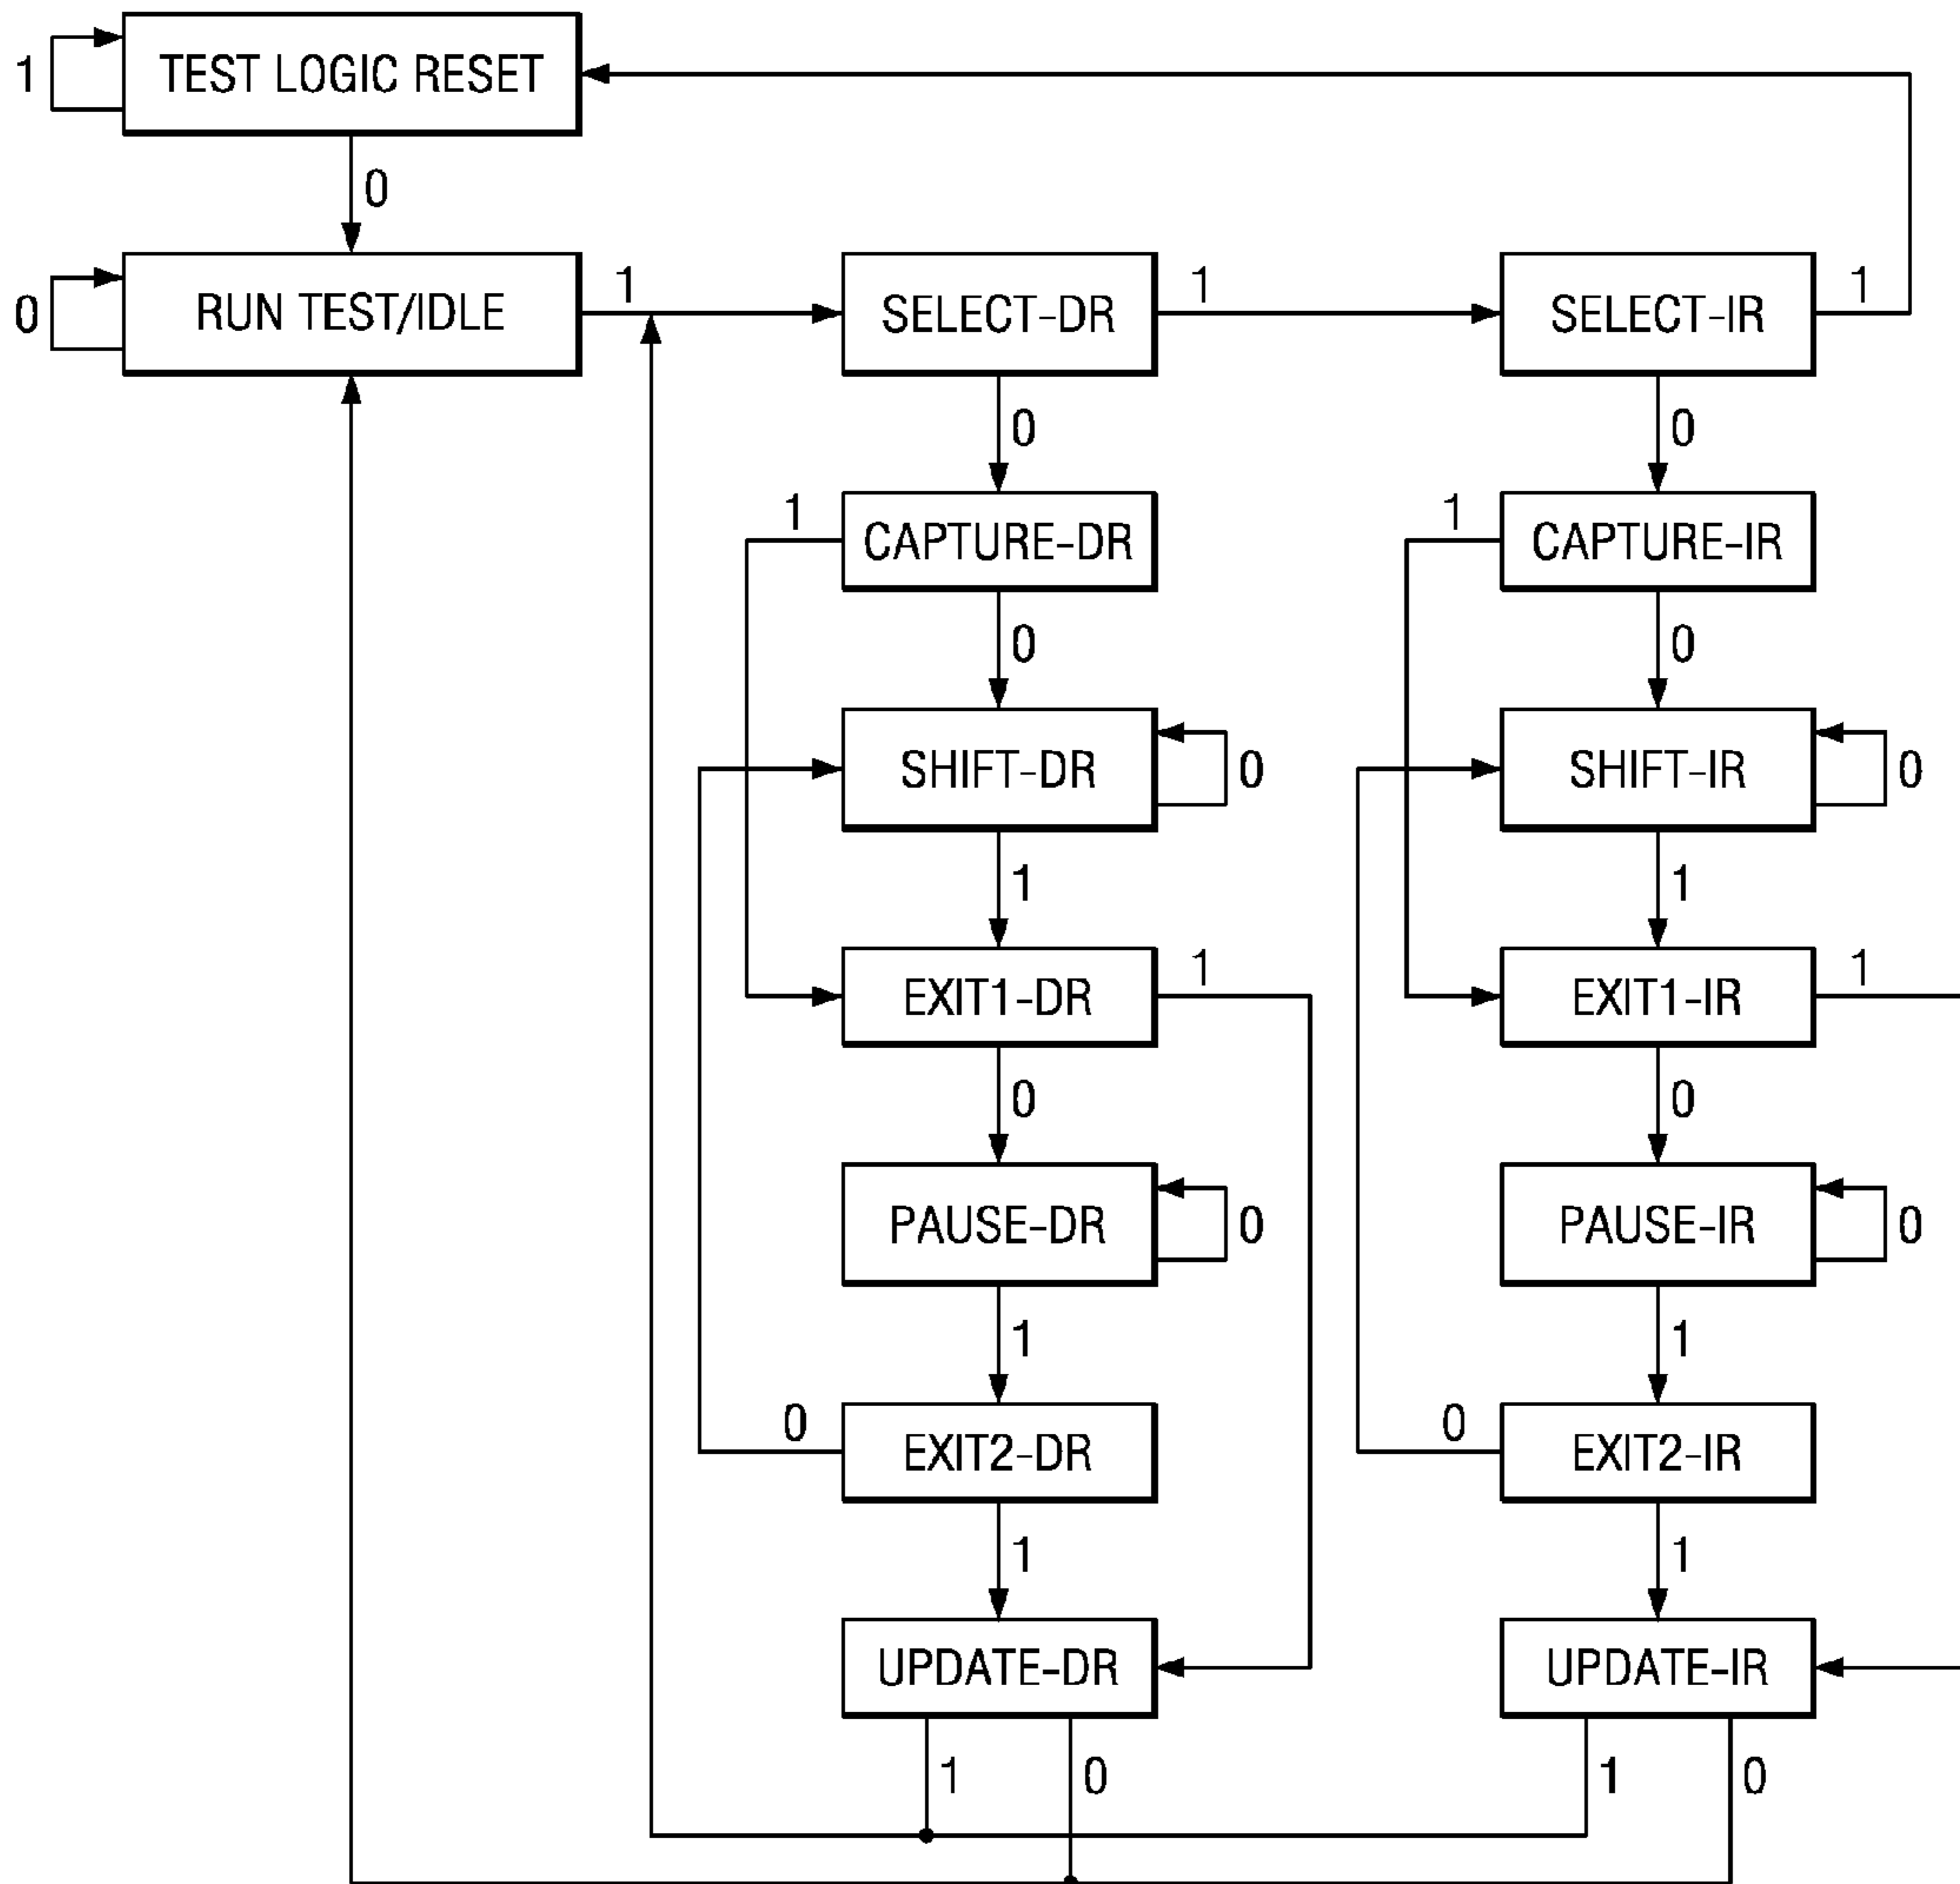 1
TEST LOGIC RESET
0
0
RUN TEST/IDLE
1
SELECT-DR
1
SELECT-IR
1
0
0
1
CAPTURE-DR
1
CAPTURE-IR
0
0
SHIFT-DR
0
SHIFT-IR
0
1
1
EXIT1-DR
1
EXIT1-IR
1
0
0
PAUSE-DR
0
PAUSE-IR
0
1
1
0
EXIT2-DR
0
EXIT2-IR
1
1
UPDATE-DR
UPDATE-IR
1
0
1
0